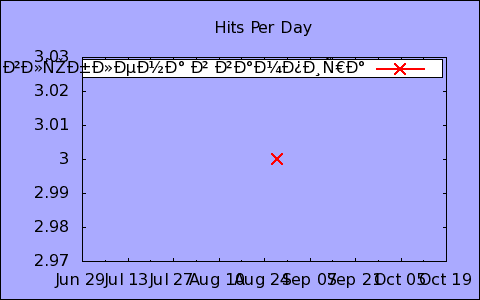 Hits Per Day
3.03
Ð²Ð»ÑŽÐ±Ð»ÐµÐ½Ð° Ð² Ð²Ð°Ð¼Ð¿Ð¸Ñ€Ð°
3.02
3.01
3
2.99
2.98
2.97
Jun 29 Jul 13 Jul 27 Aug 10 Aug 24 Sep 07 Sep 21 Oct 05 Oct 19